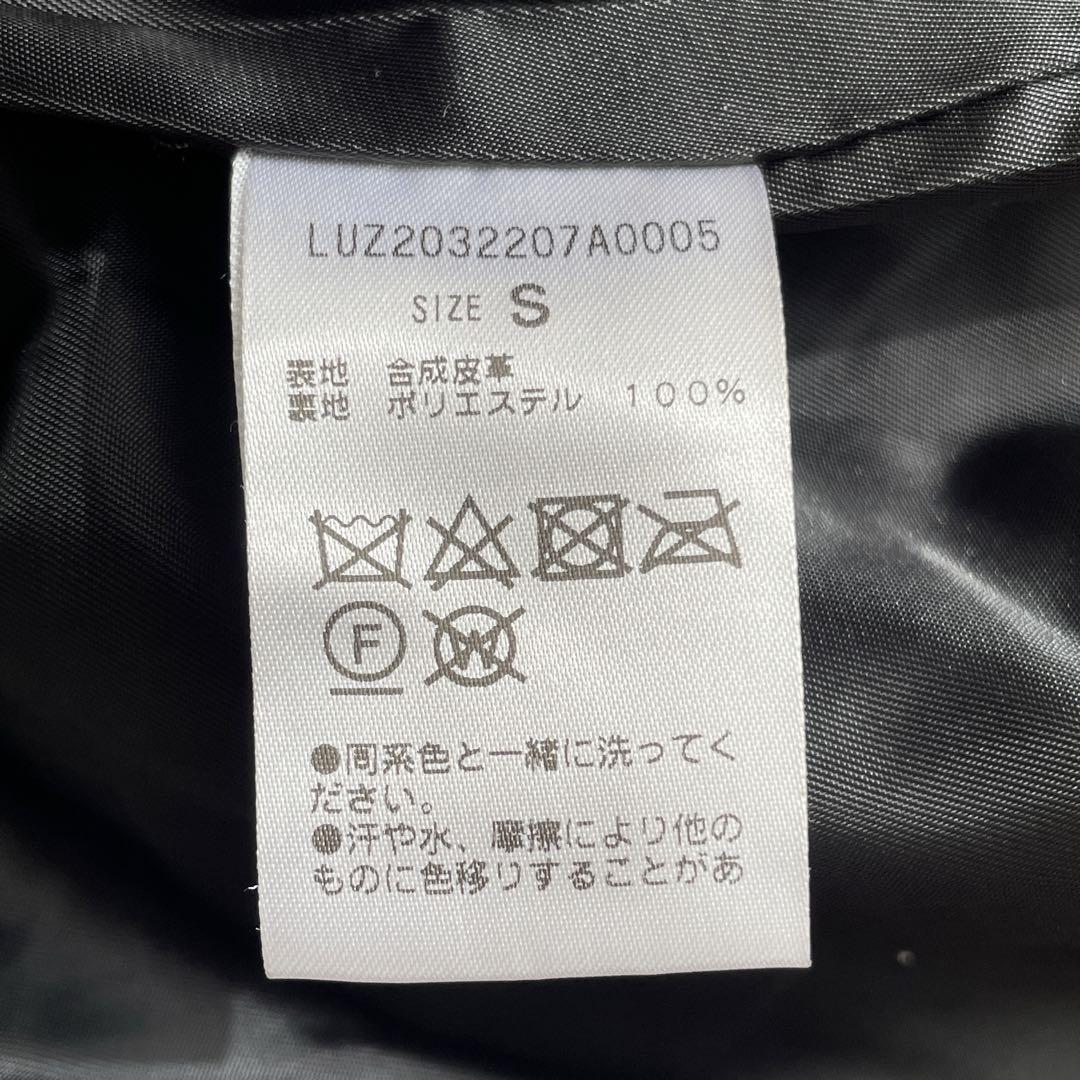 LUZ2032207A0005
SIZE S
表地 合成皮革
裏地 ポリエステル 100%
F W
●同系色と一緒に洗ってく
ださい。
●汗や水、摩擦により他の
ものに色移りすることがあ